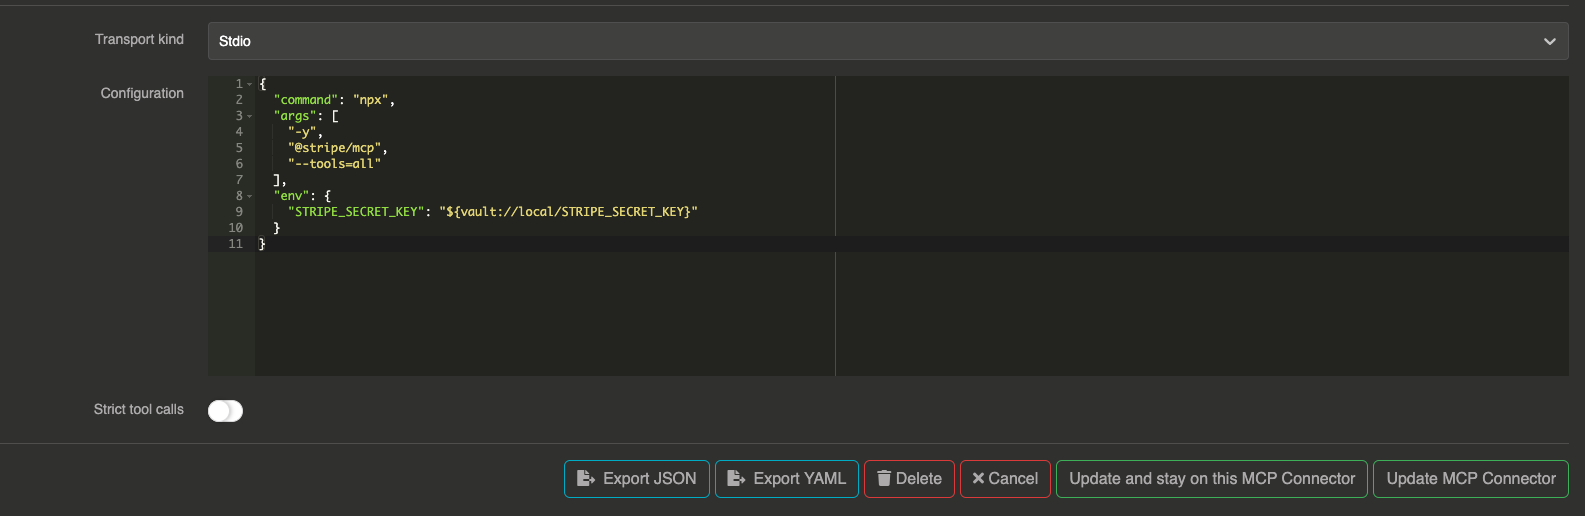 Transport kind
Stdio
Configuration
1 {
2 "command": "npx",
3 "args": [
4 "-y",
5 "@stripe/mcp",
6 "--tools=all"
7 ],
8 "env": {
9 "STRIPE_SECRET_KEY": "${vault://local/STRIPE_SECRET_KEY}"
10 }
11 }
Strict tool calls
Export JSON Export YAML Delete Cancel Update and stay on this MCP Connector Update MCP Connector